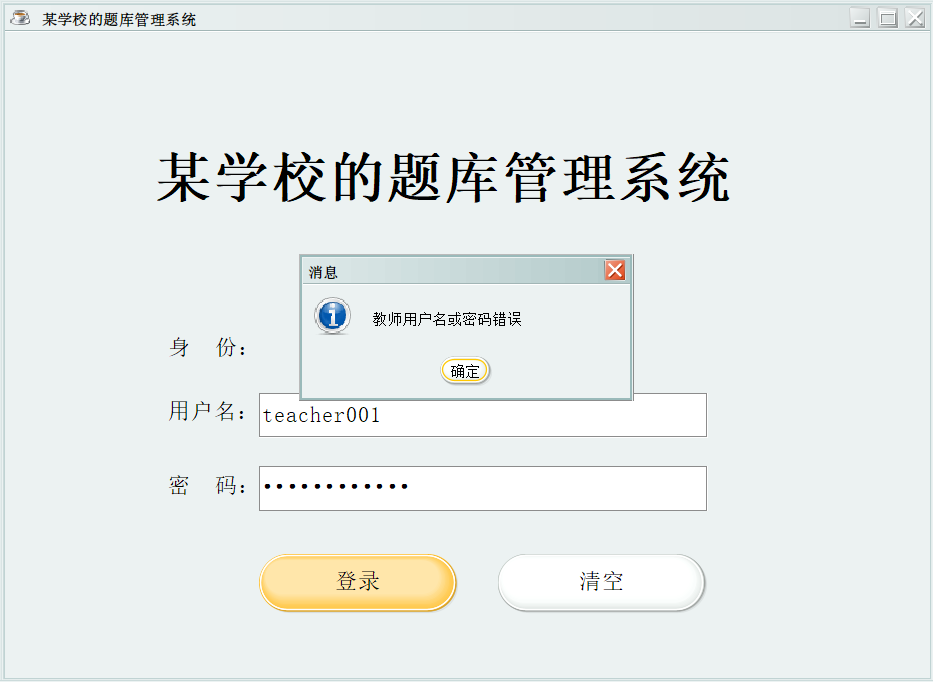 某学校的题库管理系统
某学校的题库管理系统
消息
教师用户名或密码错误
确定
身 份：
用户名：teacher001
密 码：••••••••••••
登录 清空